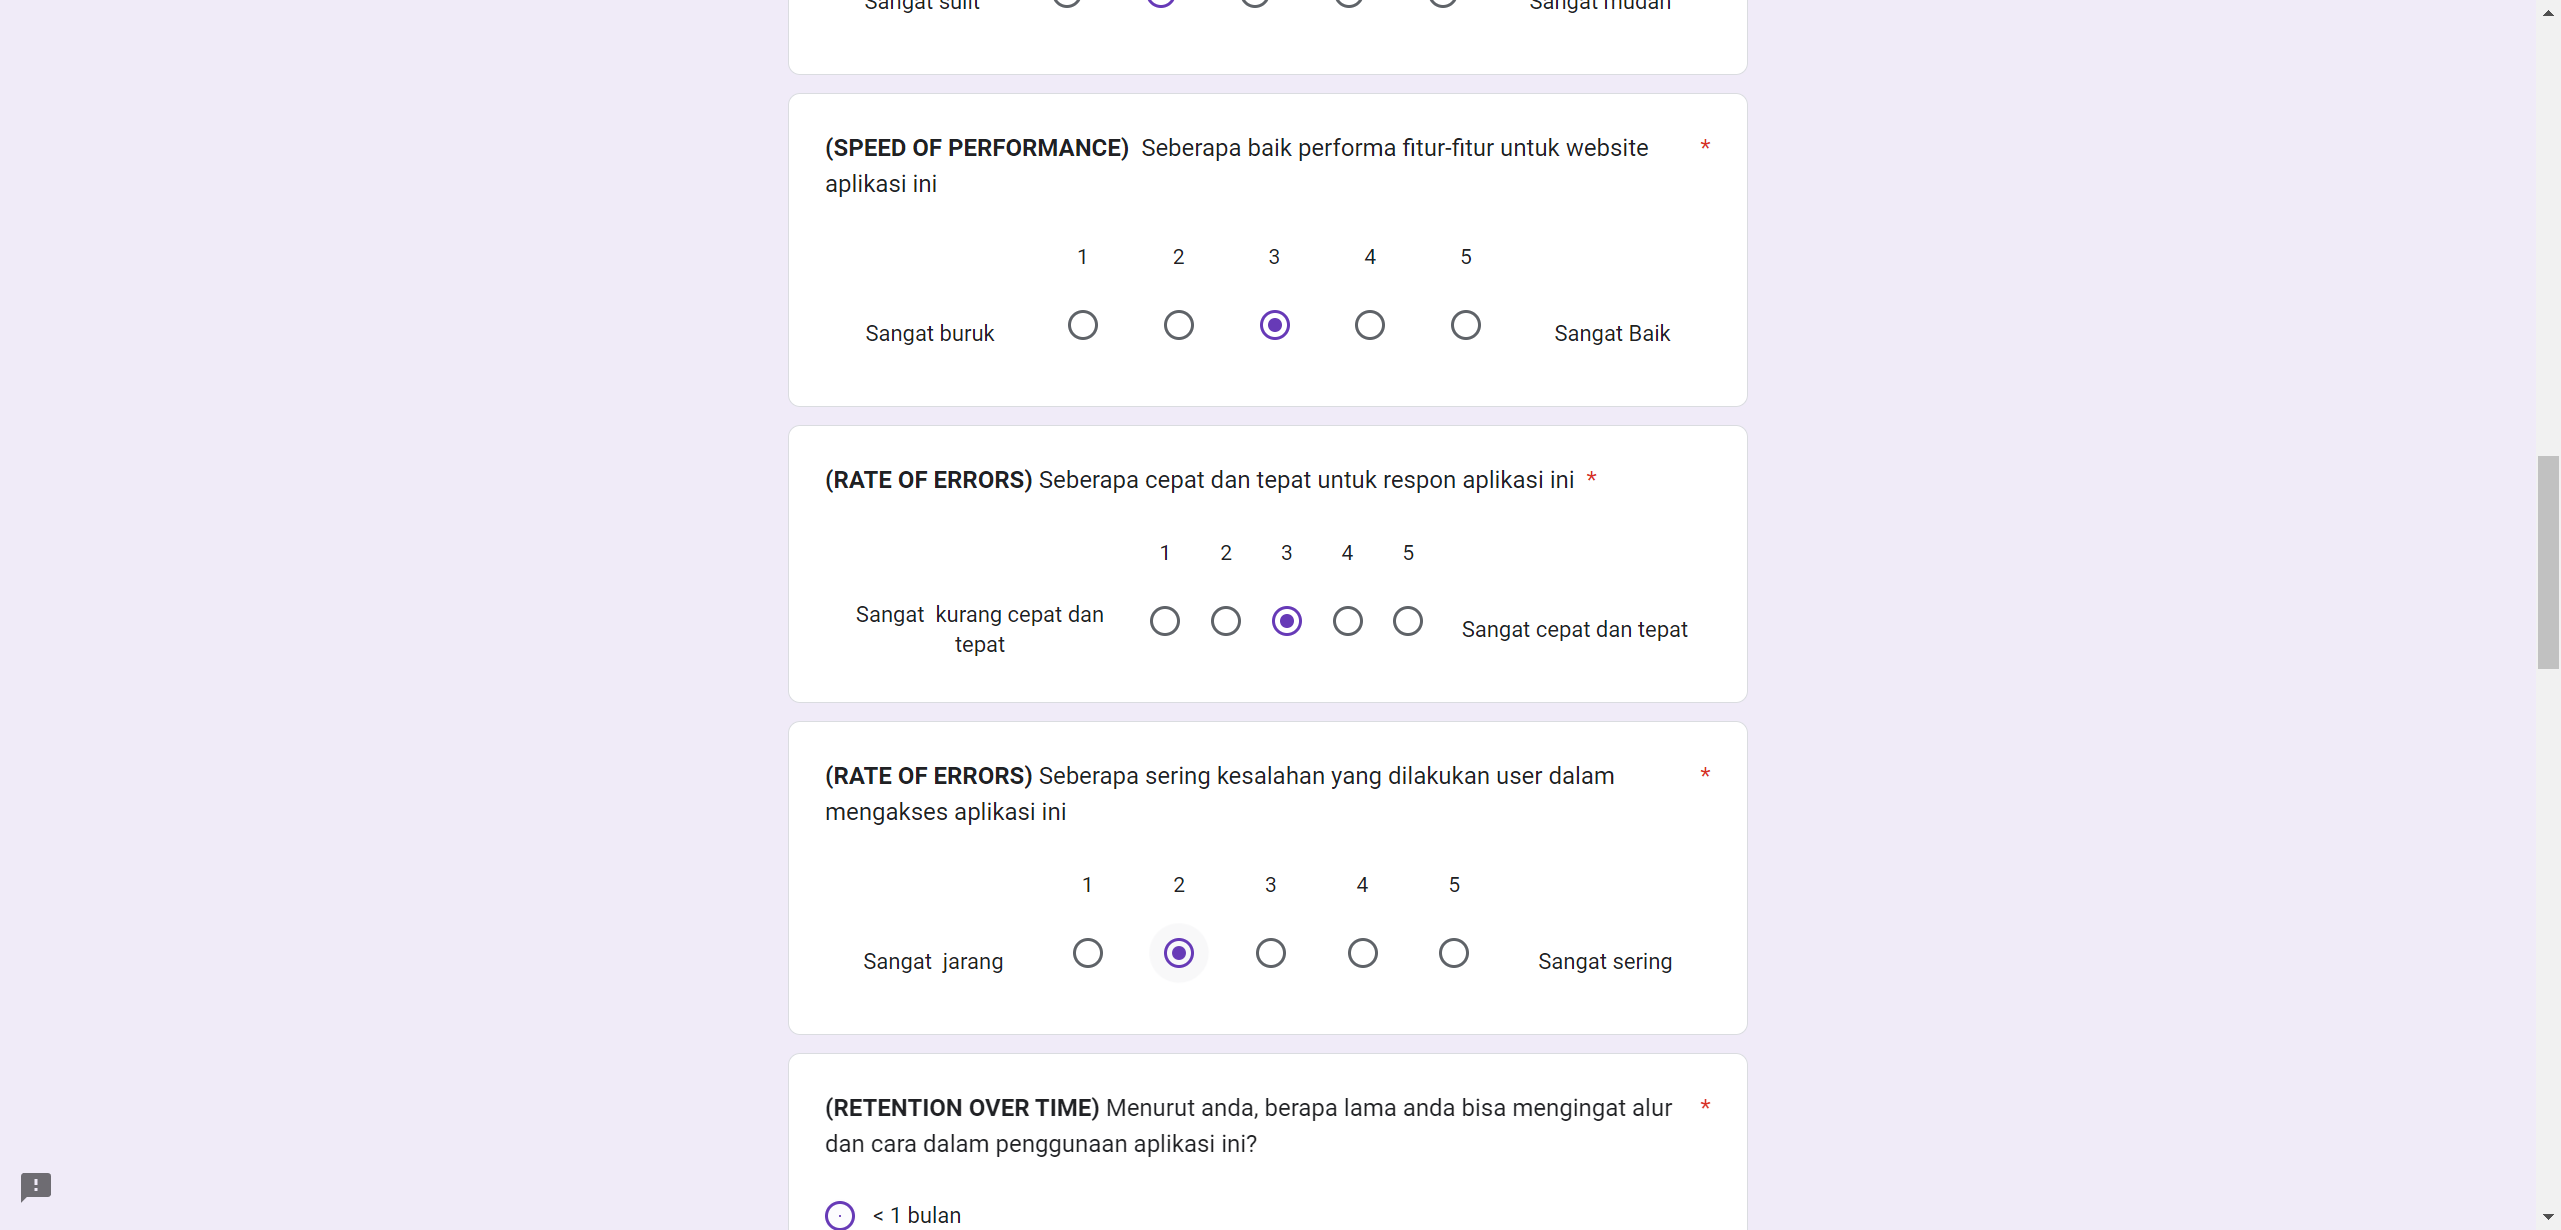 Sangat sulit Sangat mudah
(SPEED OF PERFORMANCE)  Seberapa baik performa fitur-fitur untuk website *
aplikasi ini
1 2 3 4 5
Sangat buruk Sangat Baik
(RATE OF ERRORS) Seberapa cepat dan tepat untuk respon aplikasi ini *
1 2 3 4 5
Sangat  kurang cepat dan
tepat
Sangat cepat dan tepat
(RATE OF ERRORS) Seberapa sering kesalahan yang dilakukan user dalam *
mengakses aplikasi ini
1 2 3 4 5
Sangat  jarang Sangat sering
(RETENTION OVER TIME) Menurut anda, berapa lama anda bisa mengingat alur *
dan cara dalam penggunaan aplikasi ini?
< 1 bulan